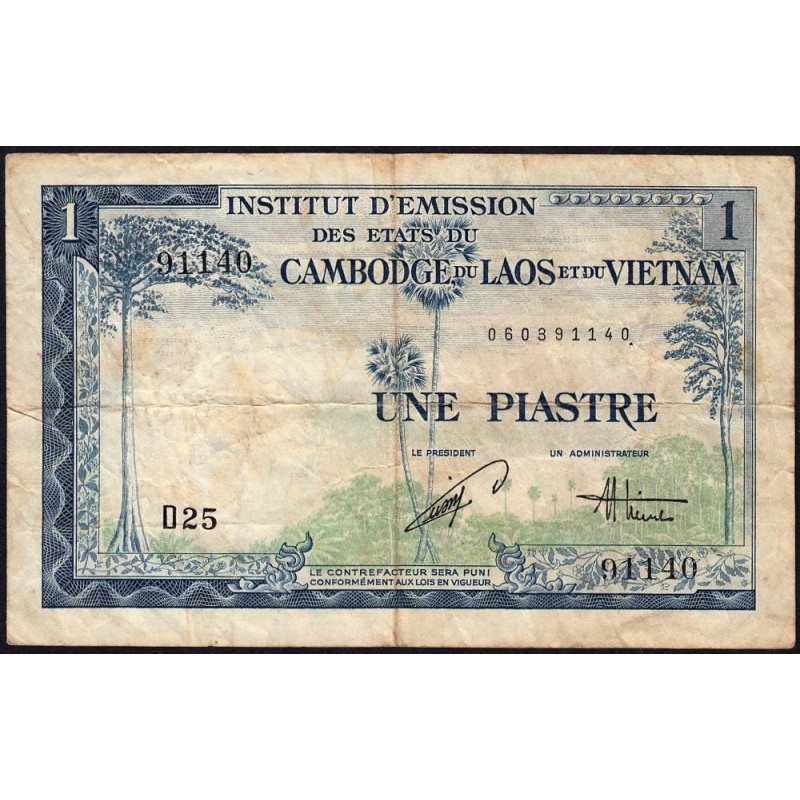 1
INSTITUT D'EMISSION
DES ETATS DU
CAMBODGE DU LAOS ET DU VIETNAM
1
91140
060391140
UNE PIASTRE
LE PRESIDENT UN ADMINISTRATEUR
D25
LE CONTREFACTEUR SERA PUNI
CONFORMÉMENT AUX LOIS EN VIGUEUR
91140